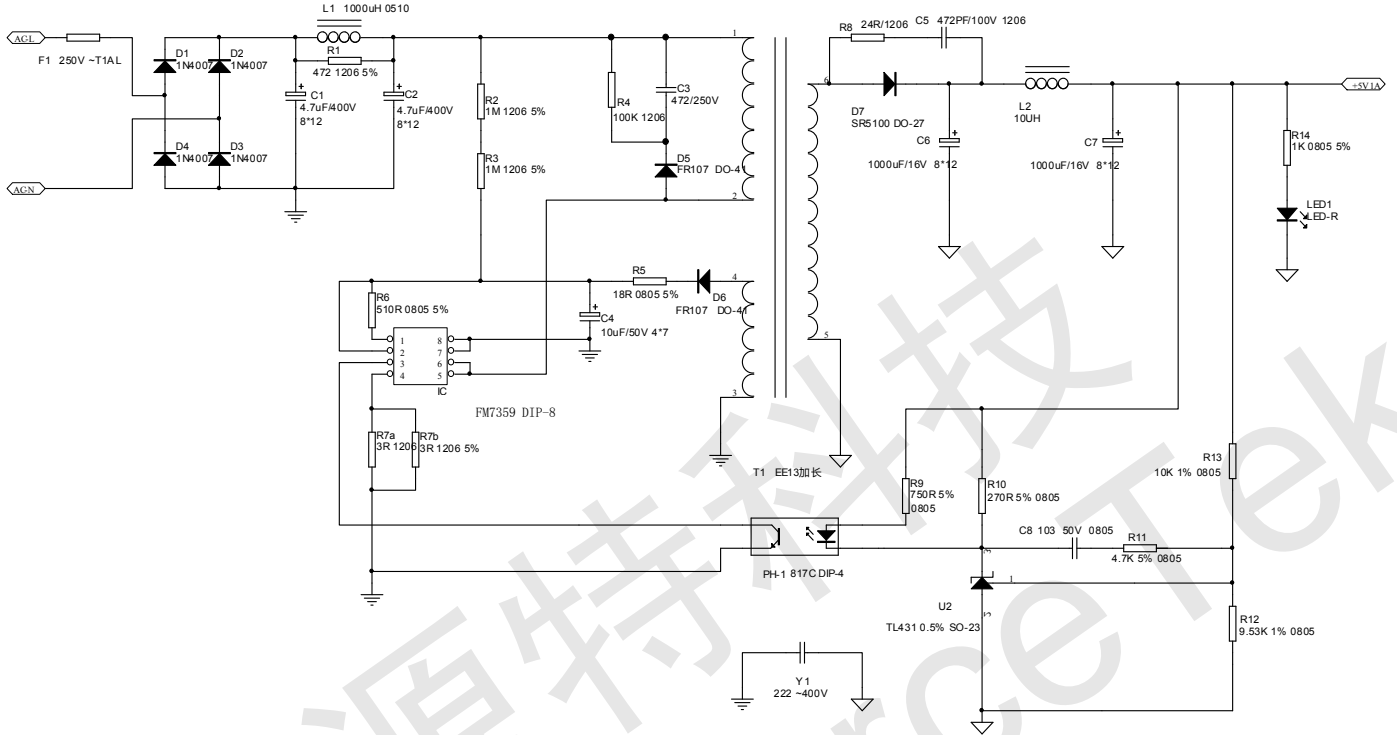 L1 1000uH 0510
AC-L
F1 250V ~T1AL
D1
1N4007
D2
1N4007
R1
472 1206 5%
C1
4.7uF/400V
8*12
C2
4.7uF/400V
8*12
D4
1N4007
D3
1N4007
AC-N
R2
1M 1206 5%
R3
1M 1206 5%
R4
100K 1206
C3
472/250V
D5
FR107 DO-41
1
2
4
3
6
5
R8
24R/1206
C5 472PF/100V 1206
D7
SR5100 DO-27
C6
1000uF/16V 8*12
L2
10UH
C7
1000uF/16V 8*12
+5V1A
R14
1K 0805 5%
LED1
LED-R
R6
510R 0805 5%
R5
18R 0805 5%
D6
FR107 DO-41
C4
10uF/50V 4*7
1
2
3
4
8
7
6
5
IC
FM7359 DIP-8
R7a
3R 1206
R7b
3R 1206 5%
T1 EE13加长
R9
750R 5%
0805
R10
270R 5% 0805
R13
10K 1% 0805
C8 103 50V 0805
R11
4.7K 5% 0805
PH-1 817C DIP-4
3
1
U2
TL431 0.5% SO-23
R12
9.53K 1% 0805
Y1
222 ~400V
源特科技
rceTek